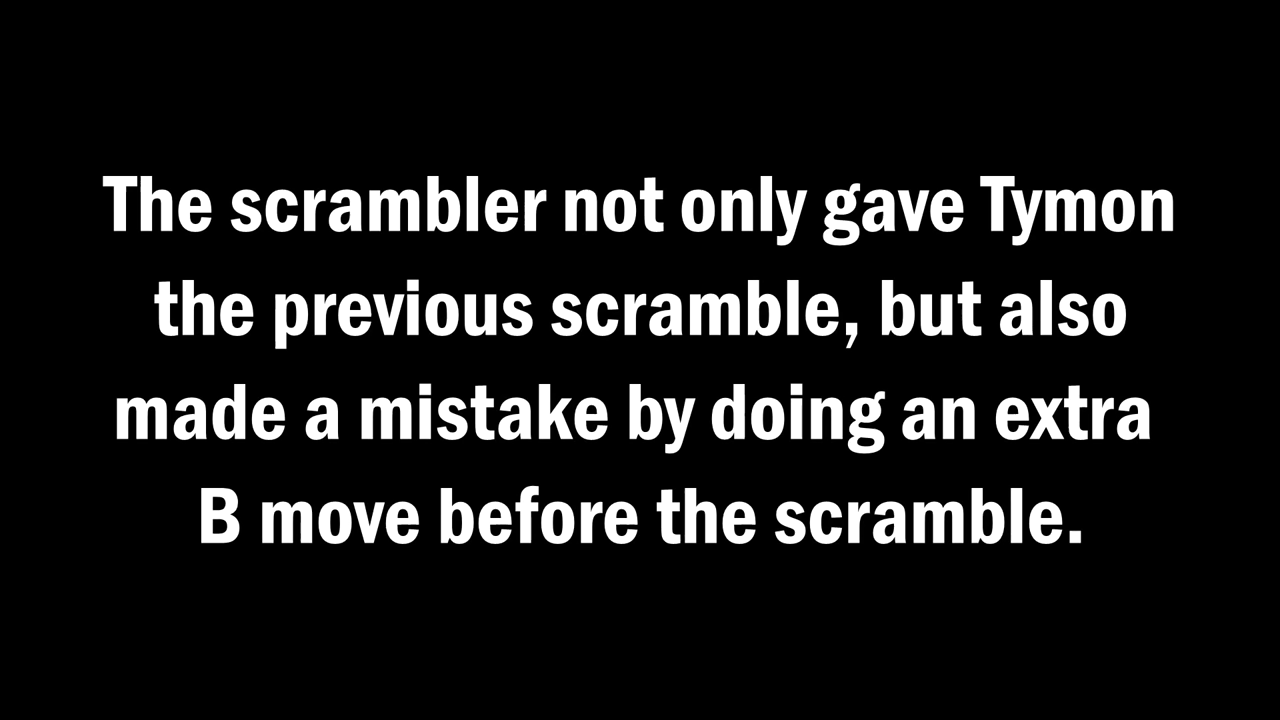 The scrambler not only gave Tymon
the previous scramble, but also
made a mistake by doing an extra
B move before the scramble.